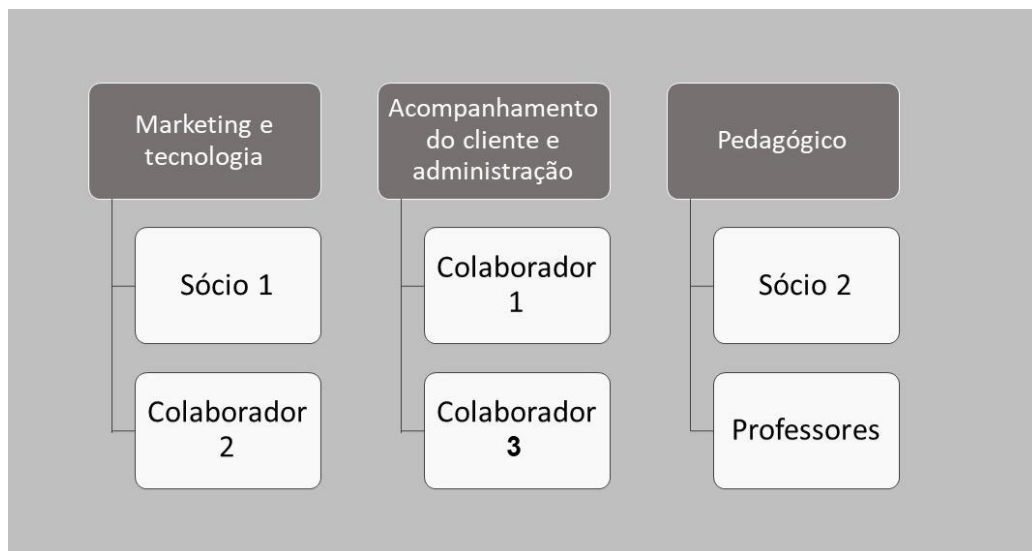 Marketing e
tecnologia
Sócio 1
Colaborador
2
Acompanhamento
do cliente e
administração
Colaborador
1
Colaborador
3
Pedagógico
Sócio 2
Professores